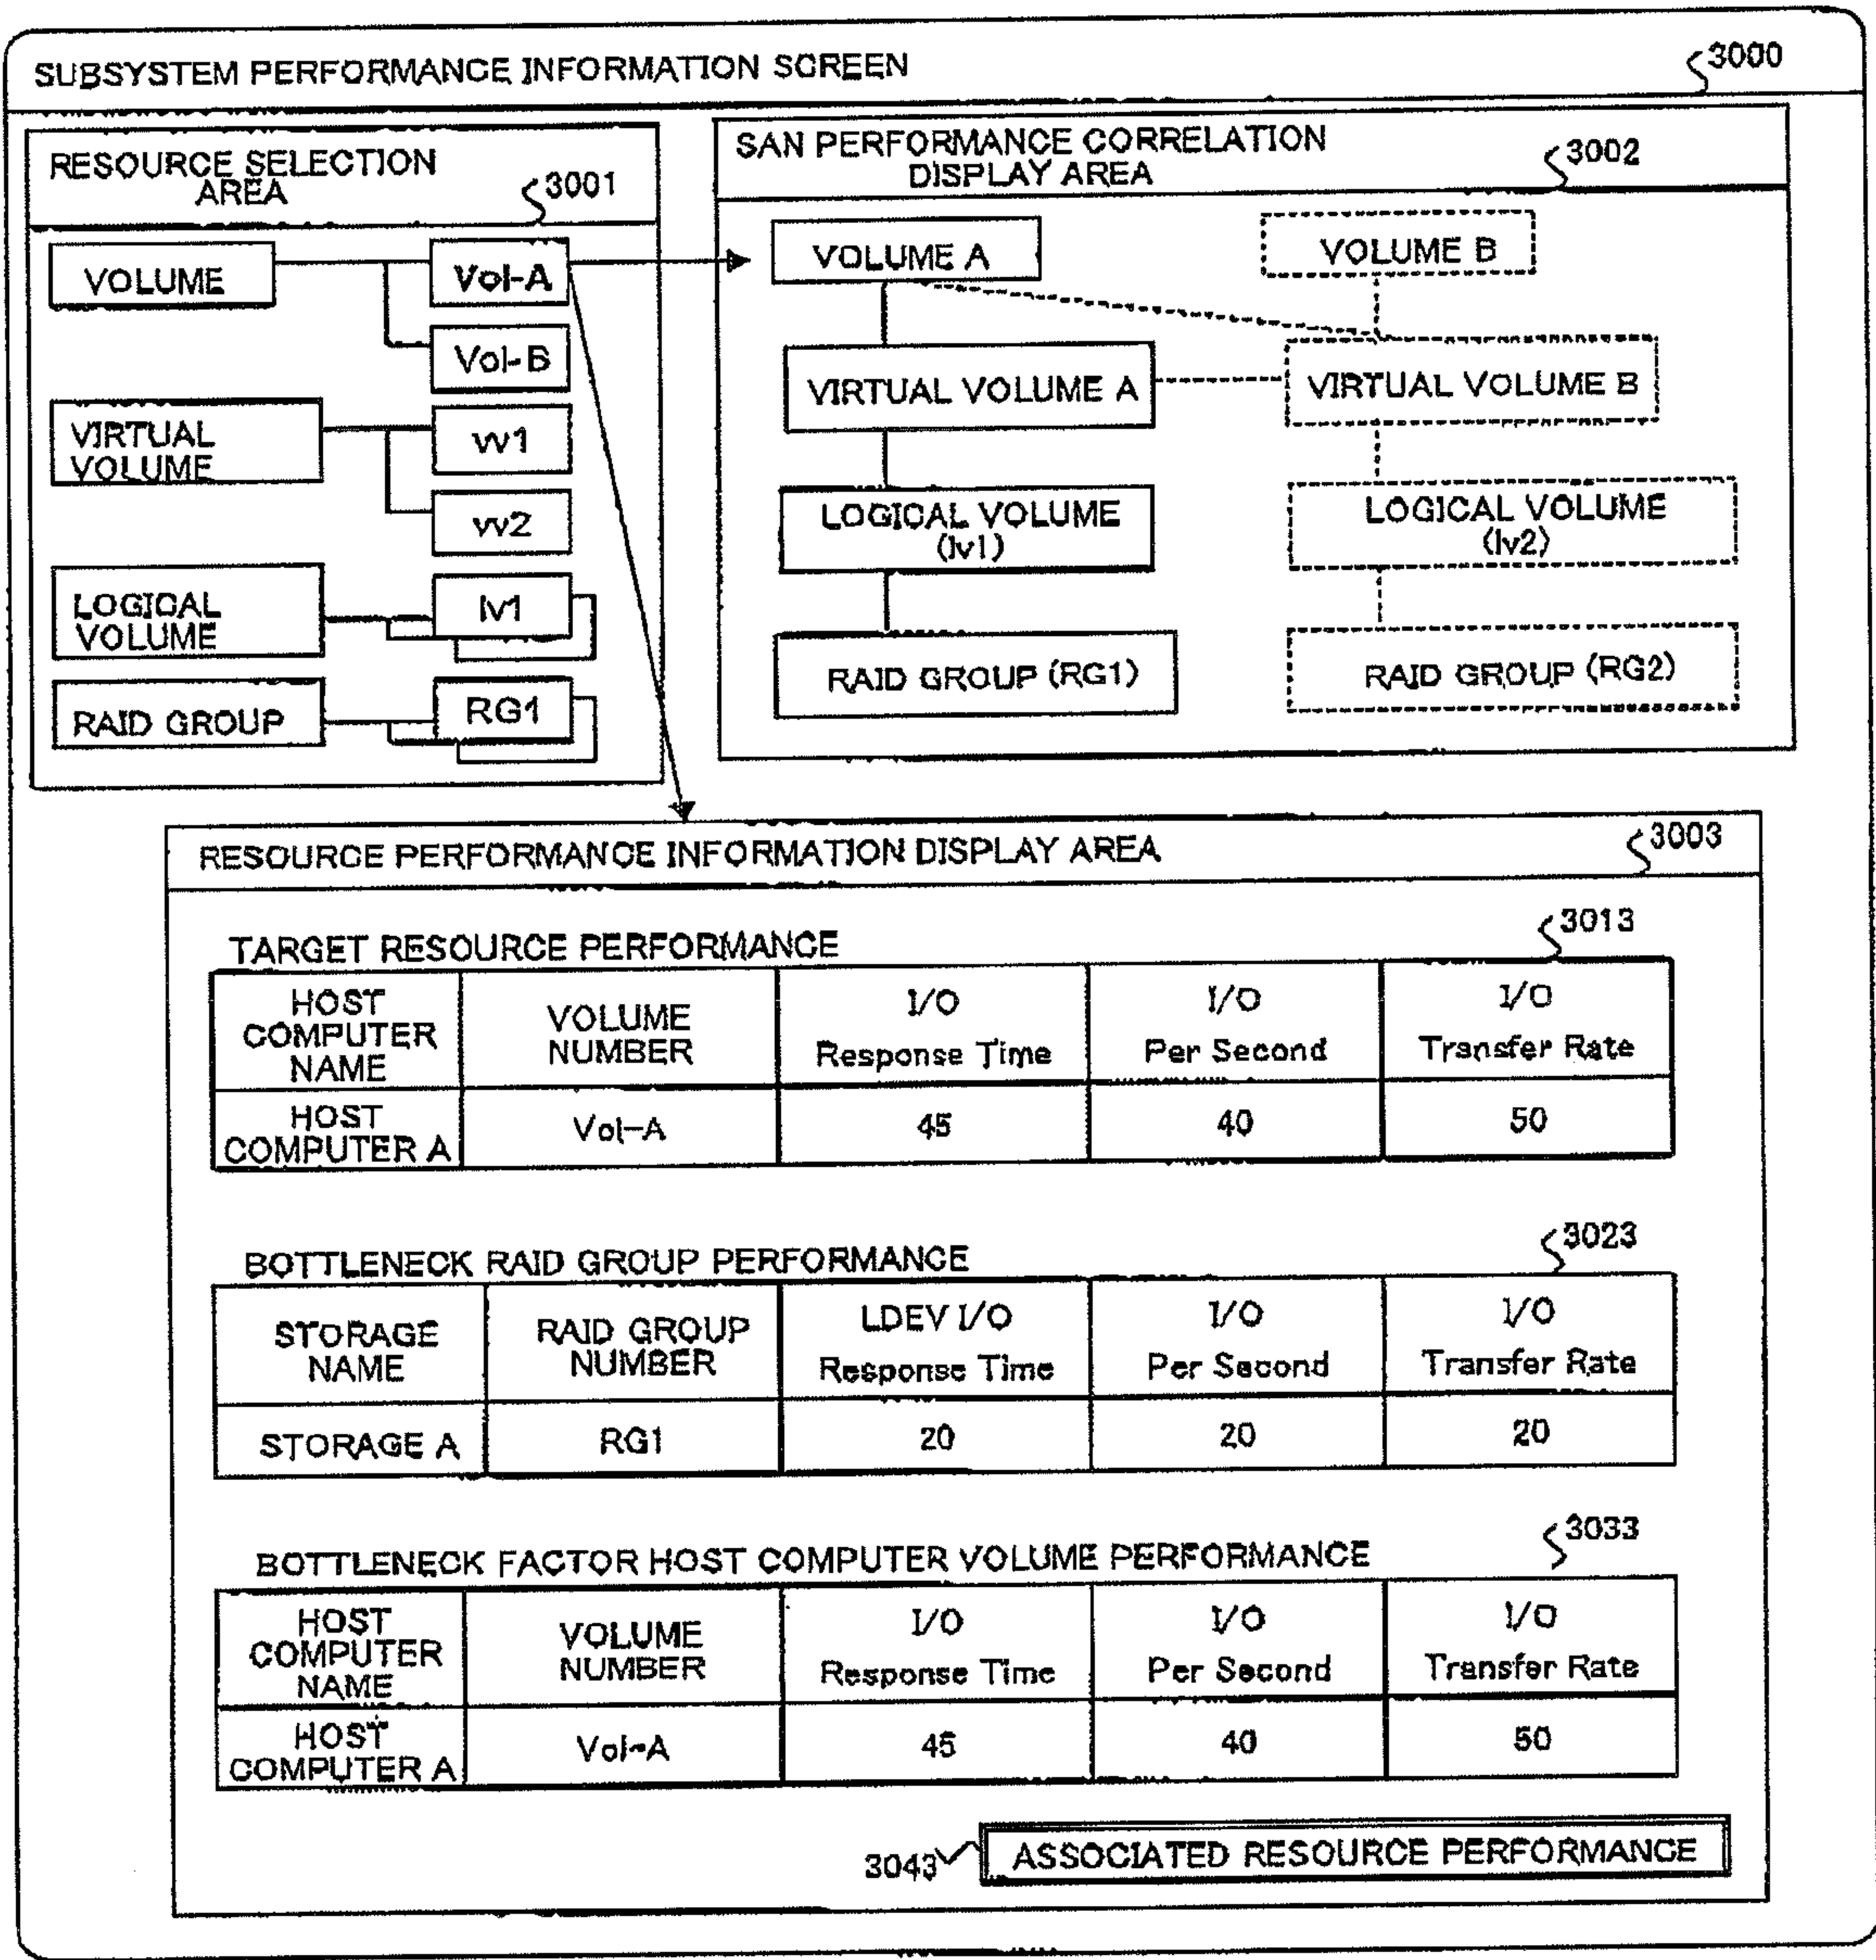 SUBSYSTEM PERFORMANCE INFORMATION SCREEN
3000
RESOURCE SELECTION
AREA
3001
VOLUME
Vol-A
Vol-B
VIRTUAL
VOLUME
vv1
vv2
LOGICAL
VOLUME
lv1
RAID GROUP
RG1
SAN PERFORMANCE CORRELATION
DISPLAY AREA
3002
VOLUME A
VOLUME B
VIRTUAL VOLUME A
VIRTUAL VOLUME B
LOGICAL VOLUME
(lv1)
LOGICAL VOLUME
(lv2)
RAID GROUP (RG1)
RAID GROUP (RG2)
RESOURCE PERFORMANCE INFORMATION DISPLAY AREA
3003
TARGET RESOURCE PERFORMANCE
3013
HOST
COMPUTER
NAME
VOLUME
NUMBER
I/O
Response Time
I/O
Per Second
I/O
Transfer Rate
HOST
COMPUTER A
Vol-A
45
40
50
BOTTLENECK RAID GROUP PERFORMANCE
3023
STORAGE
NAME
RAID GROUP
NUMBER
LDEV I/O
Response Time
I/O
Per Second
I/O
Transfer Rate
STORAGE A
RG1
20
20
20
BOTTLENECK FACTOR HOST COMPUTER VOLUME PERFORMANCE
3033
HOST
COMPUTER
NAME
VOLUME
NUMBER
I/O
Response Time
I/O
Per Second
I/O
Transfer Rate
HOST
COMPUTER A
Vol-A
45
40
50
3043
ASSOCIATED RESOURCE PERFORMANCE